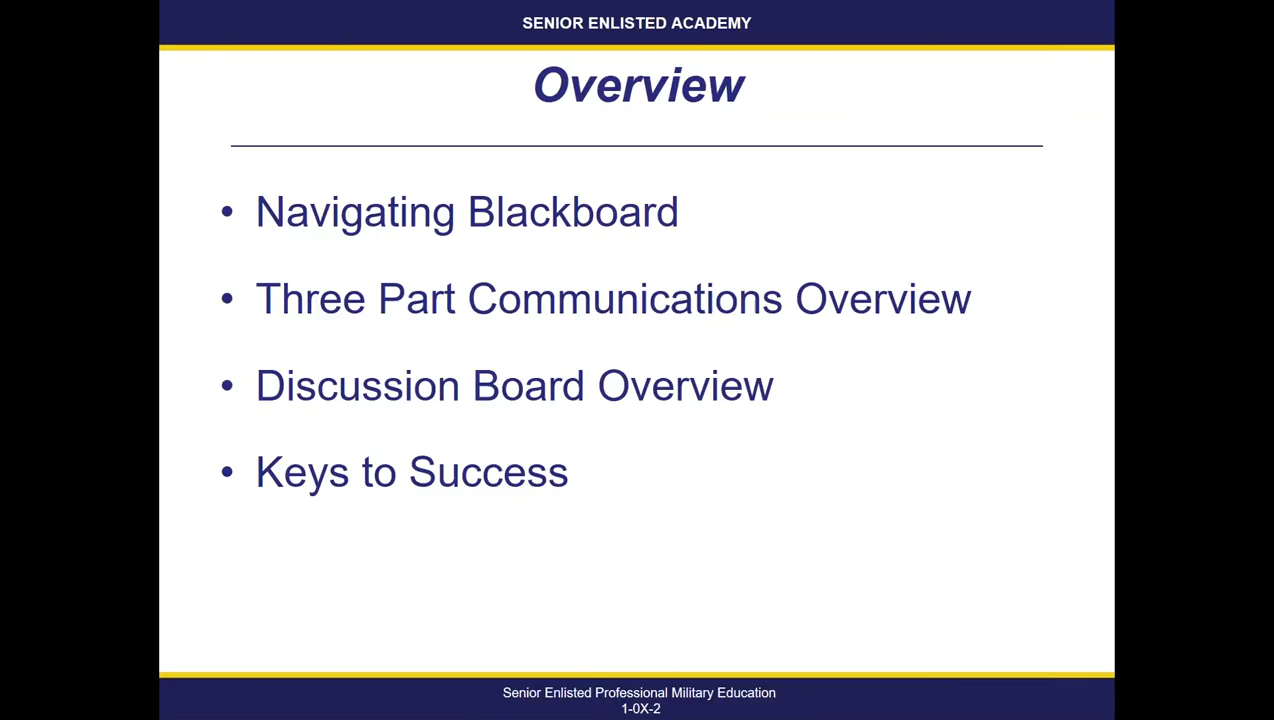 SENIOR ENLISTED ACADEMY
Overview
• Navigating Blackboard
• Three Part Communications Overview
• Discussion Board Overview
• Keys to Success
Senior Enlisted Professional Military Education
1-0X-2